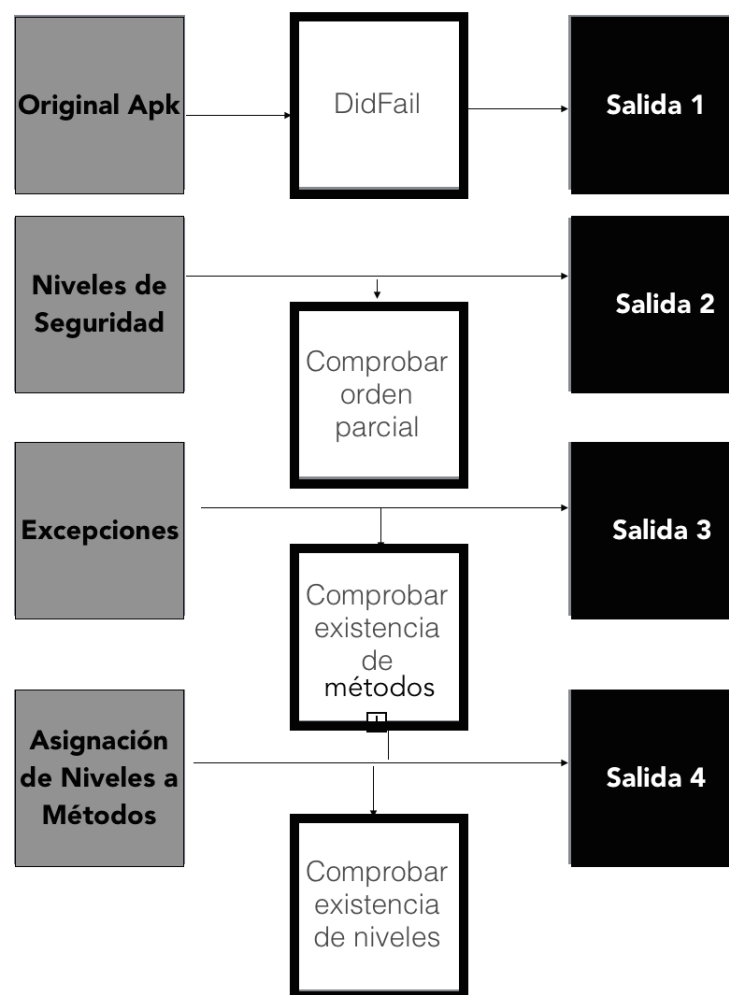 Original Apk
DidFail
Salida 1
Niveles de
Seguridad
Salida 2
Comprobar
orden
parcial
Excepciones
Salida 3
Comprobar
existencia
de
métodos
Asignación
de Niveles a
Métodos
Salida 4
Comprobar
existencia
de niveles